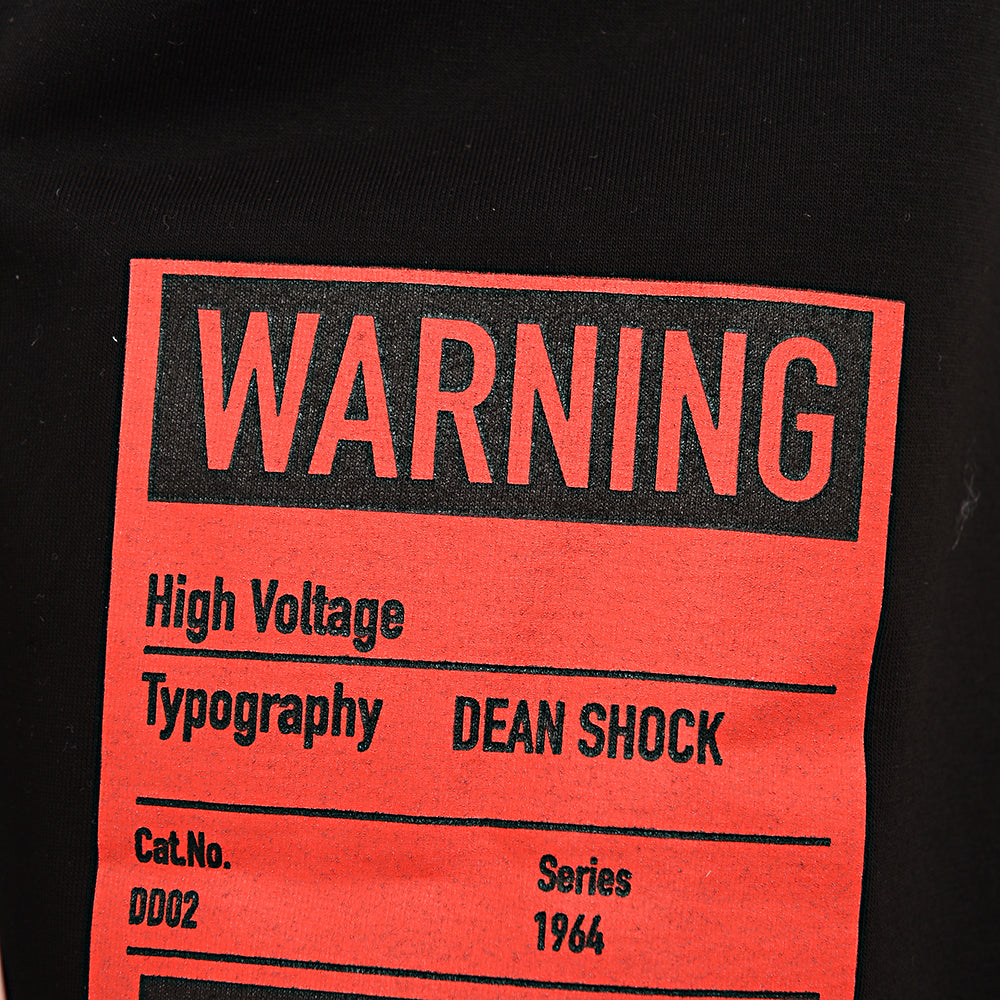 WARNING
High Voltage
Typography DEAN SHOCK
Cat.No.
DD02
Series
1964